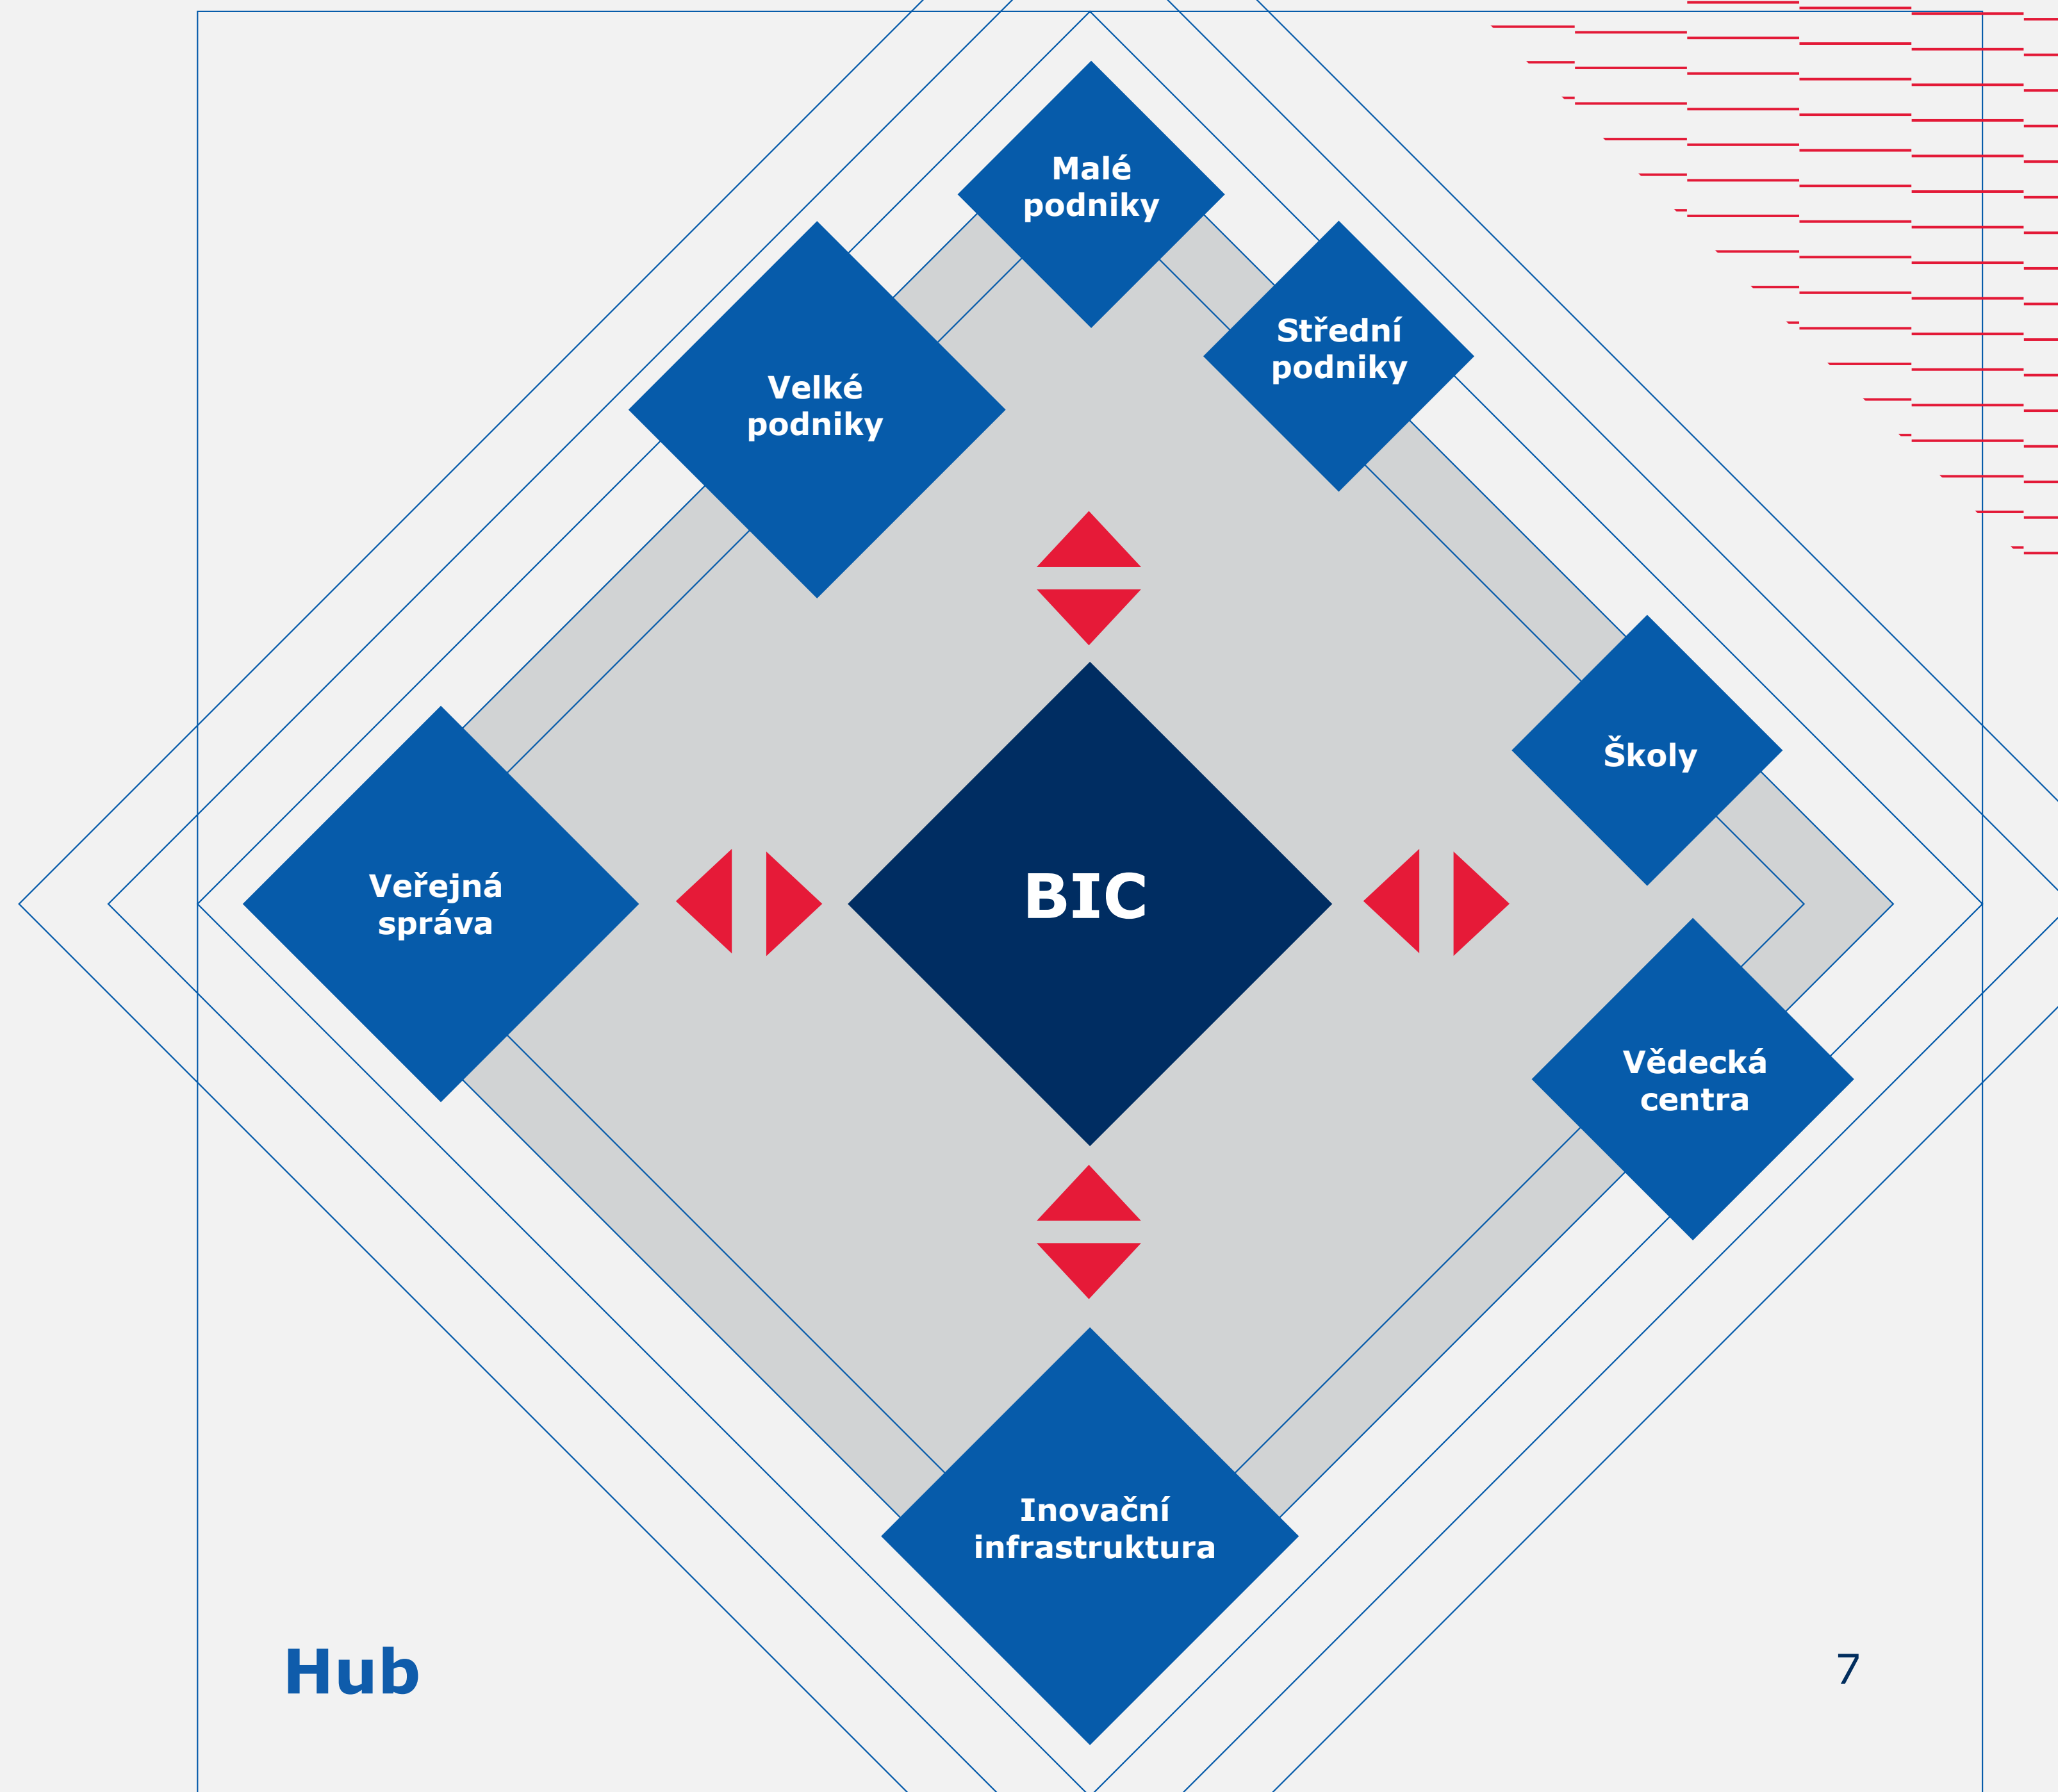 Malé
podniky
Střední
podniky
Velké
podniky
Školy
Veřejná
správa
BIC
Vědecká
centra
Inovační
infrastruktura
Hub
7